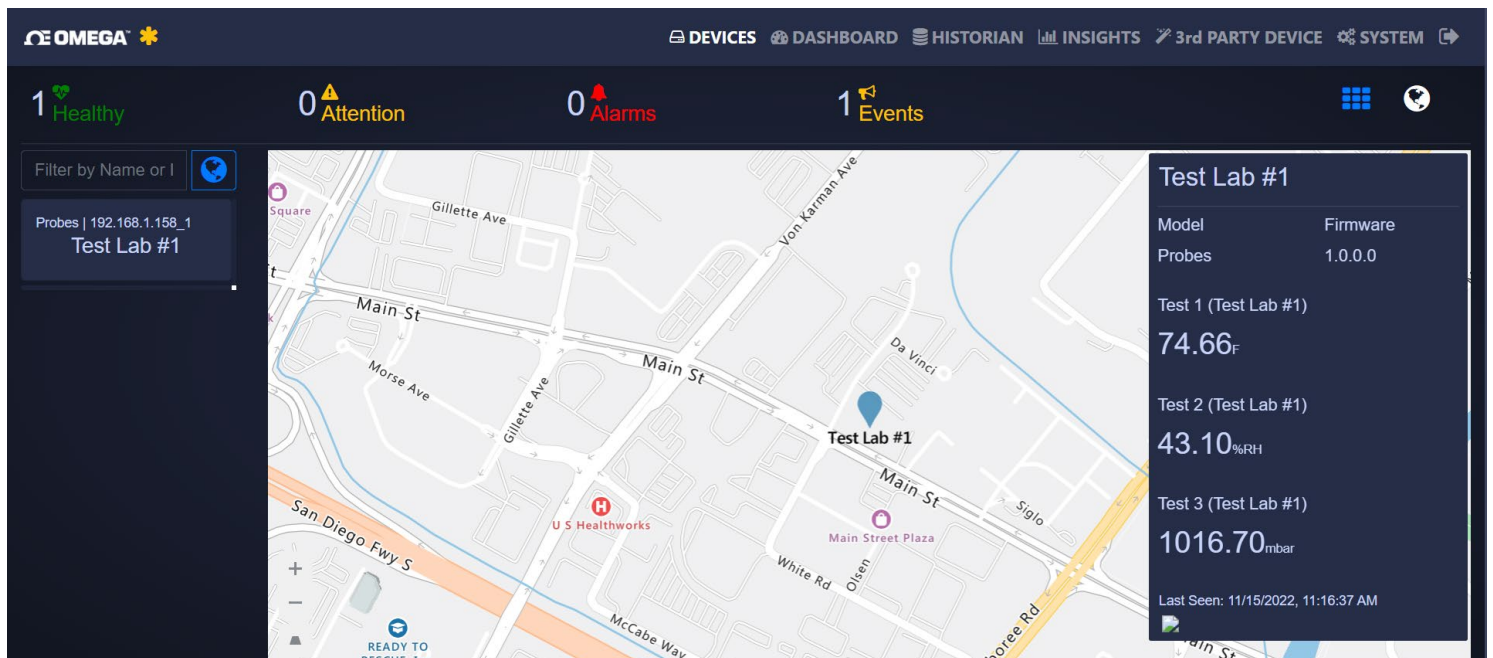 ΩE OMEGA™
DEVICES DASHBOARD HISTORIAN INSIGHTS 3rd PARTY DEVICE SYSTEM
1 Healthy
0 Attention
0 Alarms
1 Events
Filter by Name or I
Probes | 192.168.1.158_1
Test Lab #1
Square
Gillette Ave
Von Karman Ave
Main St
Morse Ave
Gillette Ave
Main St
Da Vinci
Test Lab #1
Main St
Siglo
San Diego Fwy S
H
U S Healthworks
Main Street Plaza
White Rd
Olsen
McCabe Way
boree Rd
READY TO
+
−
Test Lab #1
Model Firmware
Probes 1.0.0.0
Test 1 (Test Lab #1)
74.66F
Test 2 (Test Lab #1)
43.10%RH
Test 3 (Test Lab #1)
1016.70mbar
Last Seen: 11/15/2022, 11:16:37 AM